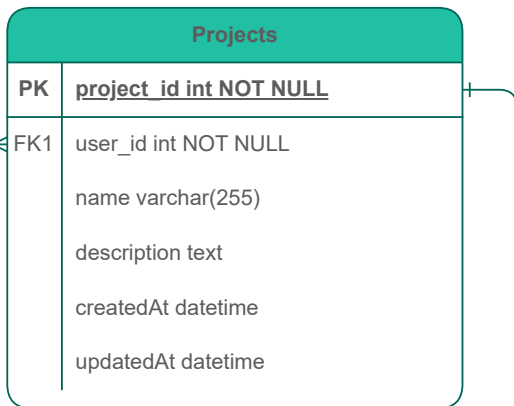 Projects
PK project_id int NOT NULL
FK1 user_id int NOT NULL
name varchar(255)
description text
createdAt datetime
updatedAt datetime